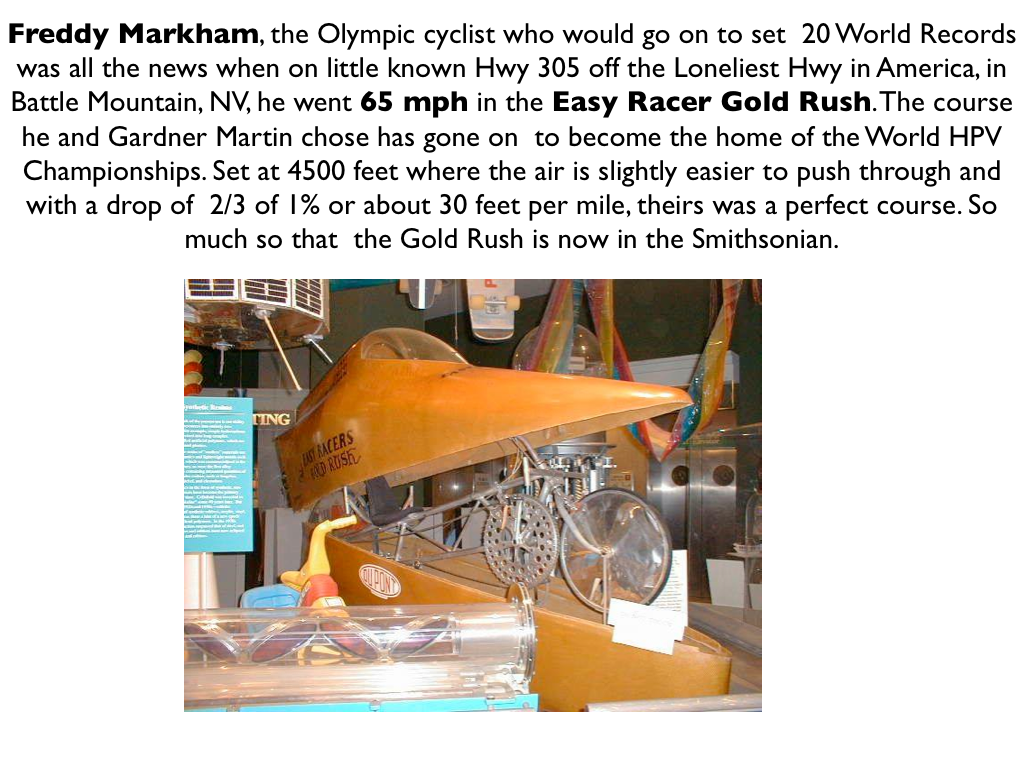 Freddy Markham, the Olympic cyclist who would go on to set 20 World Records
was all the news when on little known Hwy 305 off the Loneliest Hwy in America, in
Battle Mountain, NV, he went 65 mph in the Easy Racer Gold Rush. The course
he and Gardner Martin chose has gone on to become the home of the World HPV
Championships. Set at 4500 feet where the air is slightly easier to push through and
with a drop of 2/3 of 1% or about 30 feet per mile, theirs was a perfect course. So
much so that the Gold Rush is now in the Smithsonian.
TING
EASY RACERS
GOLD RUSH
DUPONT